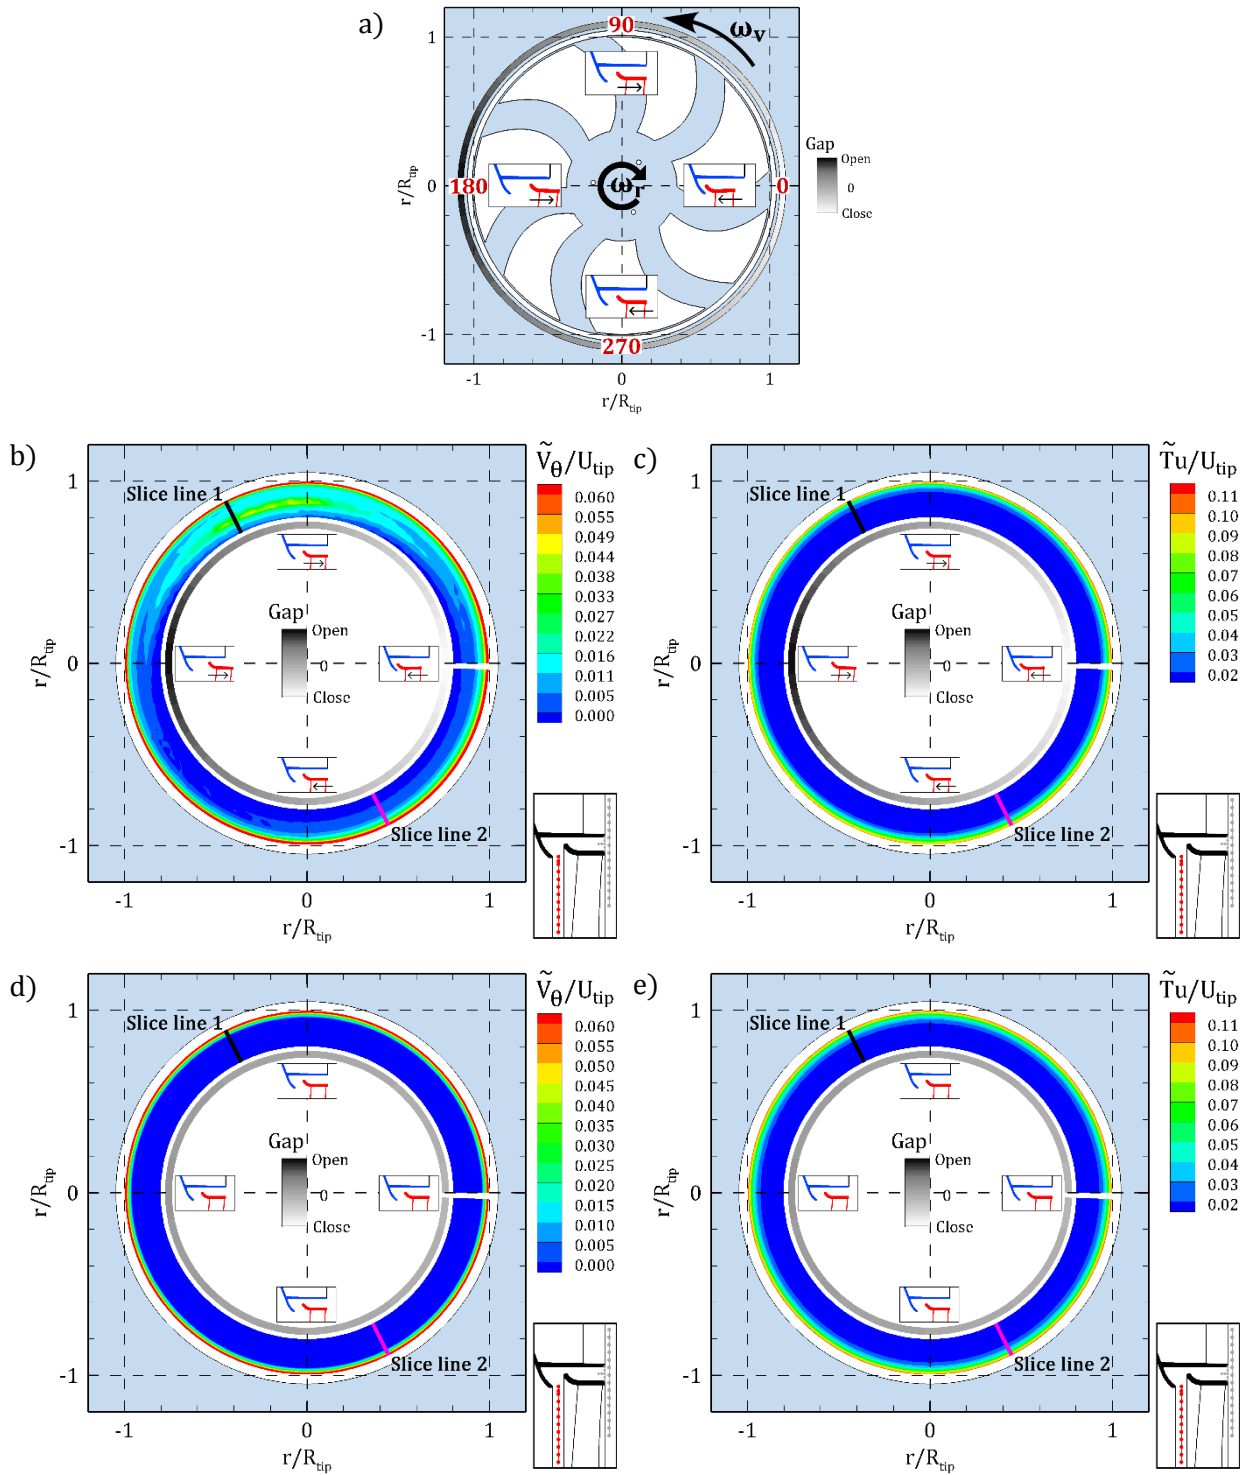 a)
ω_v
90
180
0
270
ω_r
Gap
Open
0
Close
r/R_tip
1
0
-1
-1
0
1
r/R_tip
b)
Slice line 1
Slice line 2
Gap
Open
0
Close
r/R_tip
1
0
-1
-1
0
1
r/R_tip
Ṽ_θ/U_tip
0.060
0.055
0.049
0.044
0.038
0.033
0.027
0.022
0.016
0.011
0.005
0.000
c)
Slice line 1
Slice line 2
Gap
Open
0
Close
r/R_tip
1
0
-1
-1
0
1
r/R_tip
T̃u/U_tip
0.11
0.10
0.09
0.08
0.07
0.06
0.05
0.04
0.03
0.02
d)
Slice line 1
Slice line 2
Gap
Open
0
Close
r/R_tip
1
0
-1
-1
0
1
r/R_tip
Ṽ_θ/U_tip
0.060
0.055
0.050
0.045
0.040
0.035
0.030
0.025
0.020
0.015
0.010
0.005
0.000
e)
Slice line 1
Slice line 2
Gap
Open
0
Close
r/R_tip
1
0
-1
-1
0
1
r/R_tip
T̃u/U_tip
0.11
0.10
0.09
0.08
0.07
0.06
0.05
0.04
0.03
0.02